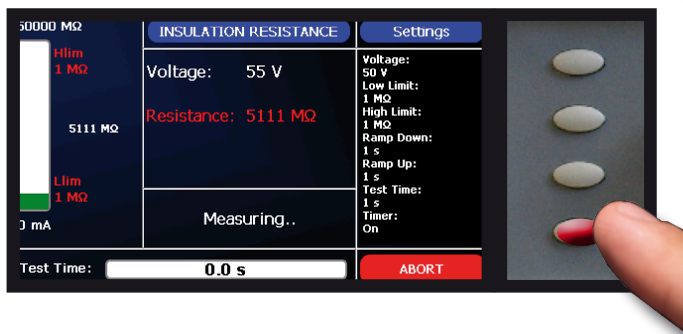 50000 MΩ
Hlim
1 MΩ
5111 MΩ
Llim
1 MΩ
0 mA
INSULATION RESISTANCE
Voltage: 55 V
Resistance: 5111 MΩ
Measuring..
Settings
Voltage:
50 V
Low Limit:
1 MΩ
High Limit:
1 MΩ
Ramp Down:
1 s
Ramp Up:
1 s
Test Time:
1 s
Timer:
On
Test Time: 0.0 s
ABORT